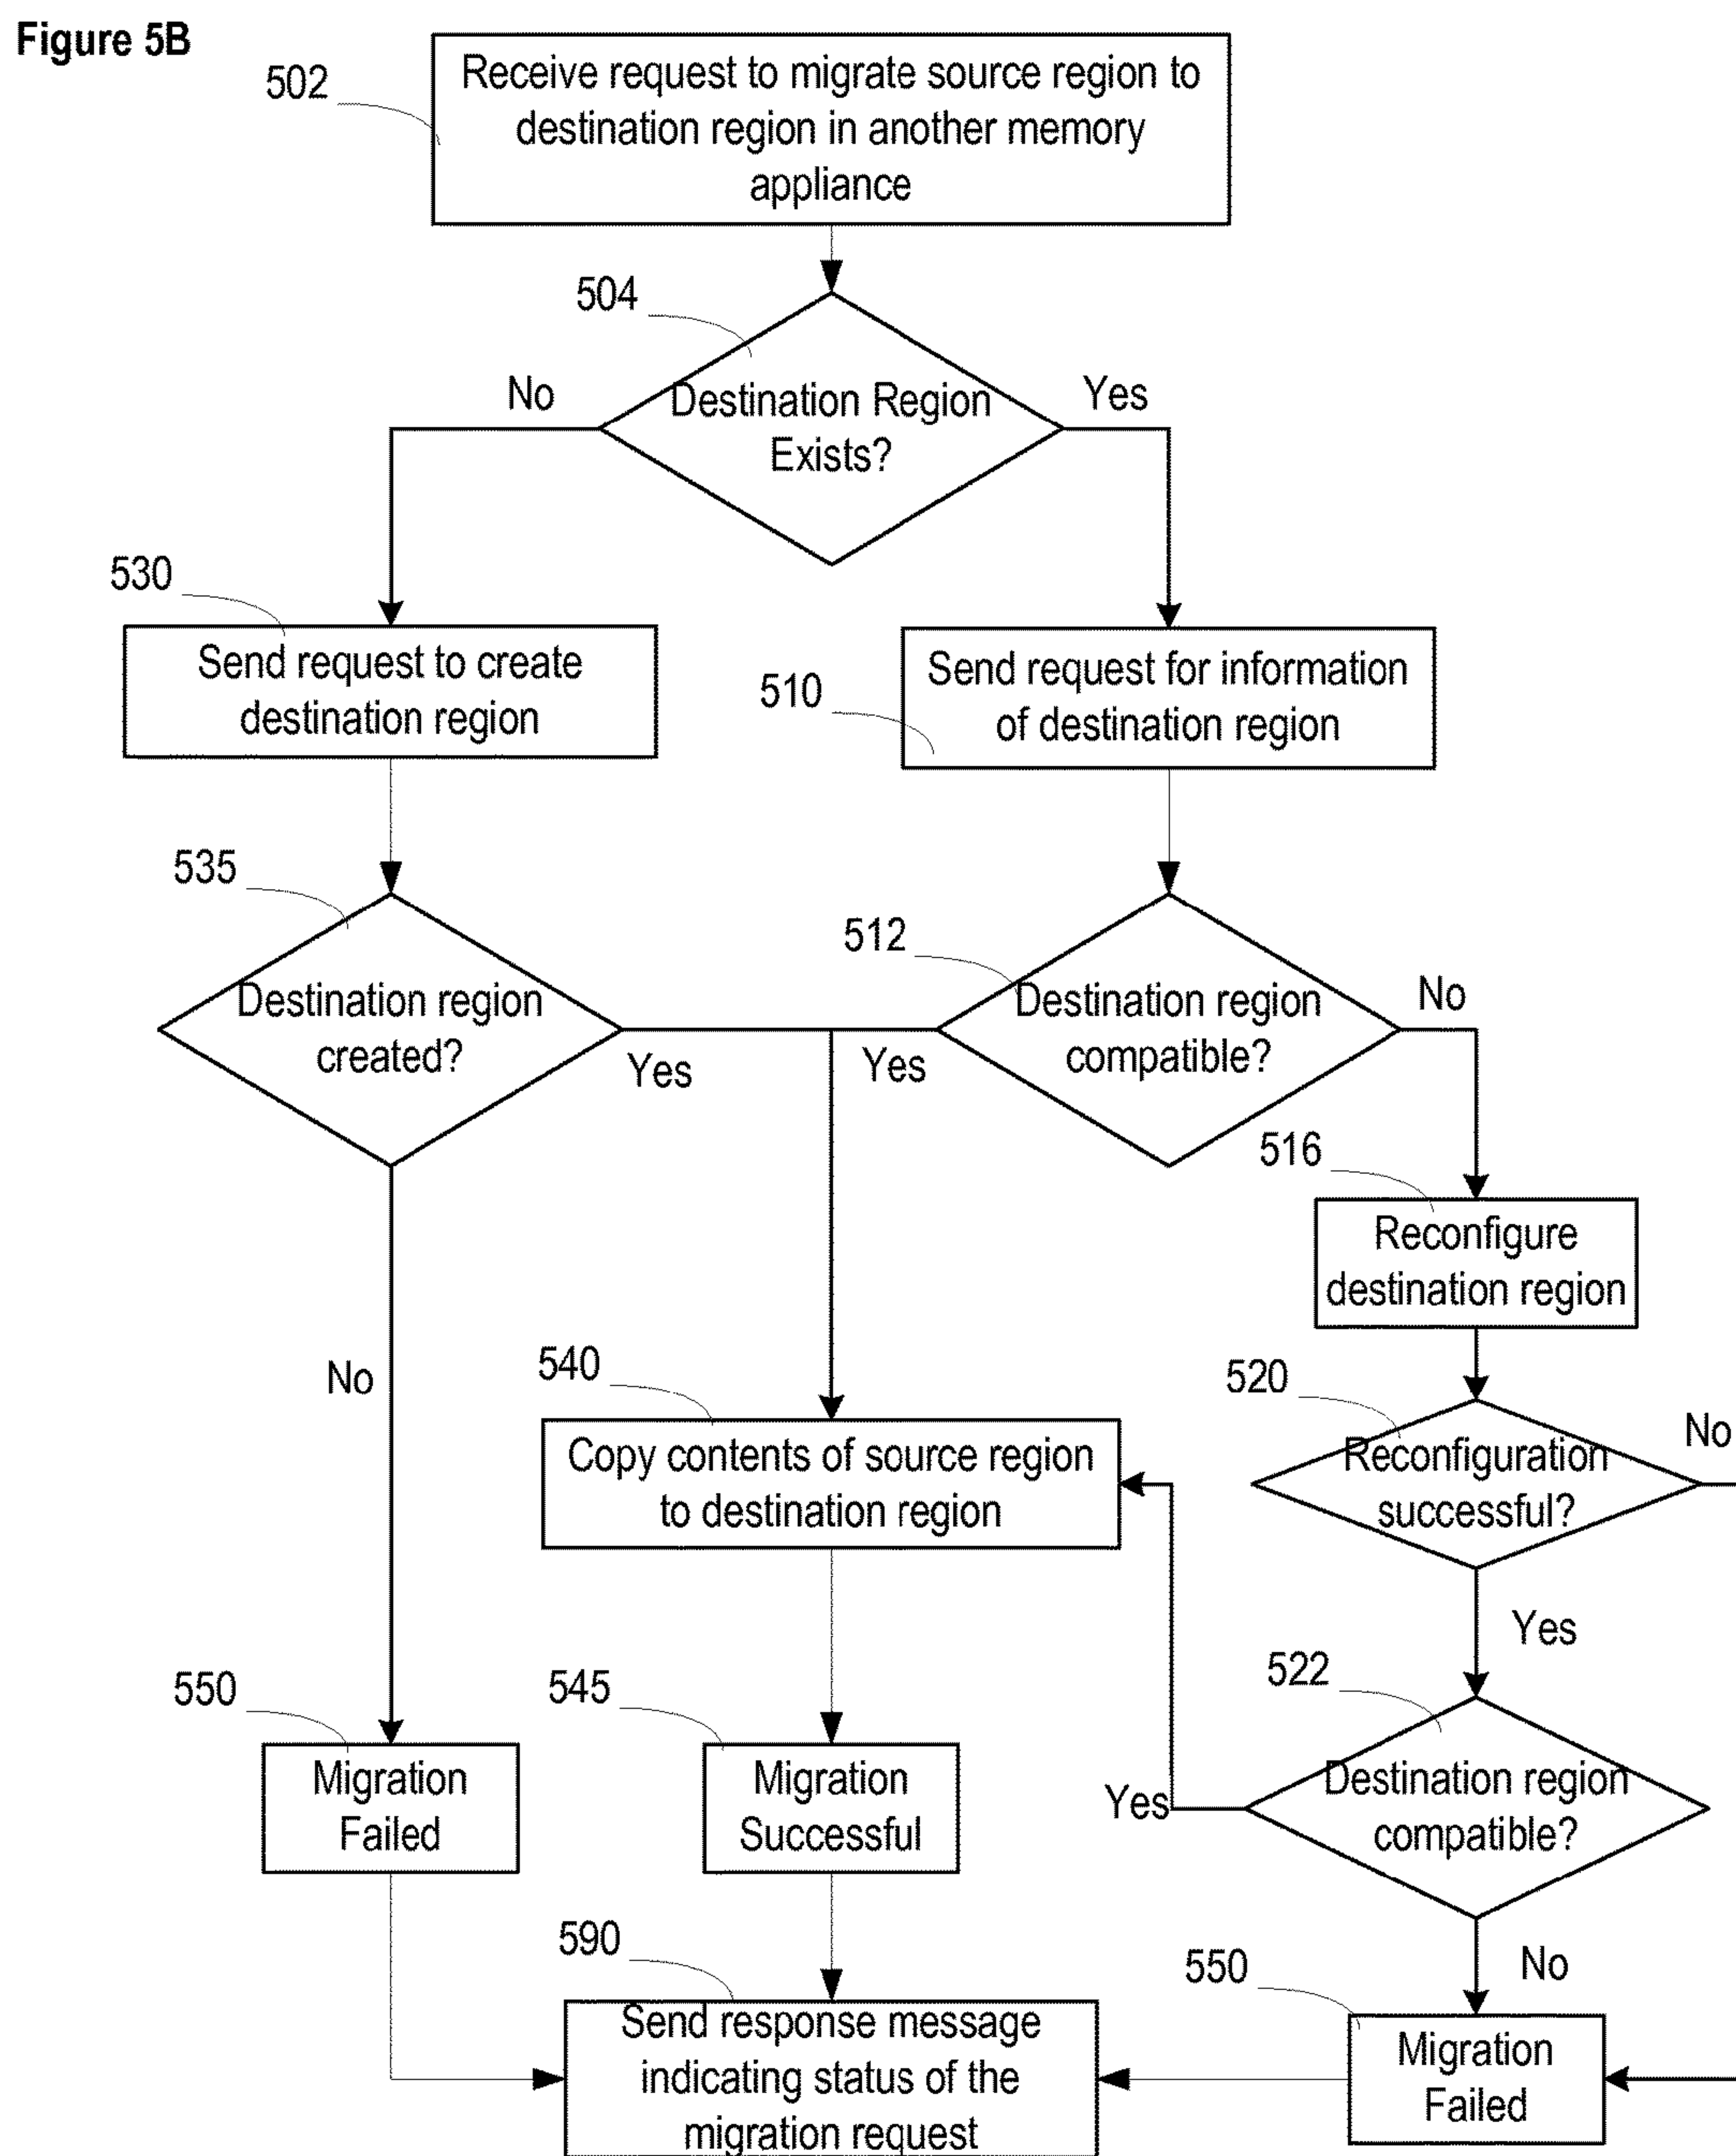 Figure 5B
502
Receive request to migrate source region to
destination region in another memory
appliance
504
No
Destination Region
Exists?
Yes
530
Send request to create
destination region
510
Send request for information
of destination region
535
Destination region
created?
Yes
512
Destination region
compatible?
Yes
No
516
Reconfigure
destination region
No
540
Copy contents of source region
to destination region
520
Reconfiguration
successful?
No
Yes
550
Migration
Failed
545
Migration
Successful
522
Destination region
compatible?
Yes
No
590
Send response message
indicating status of the
migration request
550
Migration
Failed